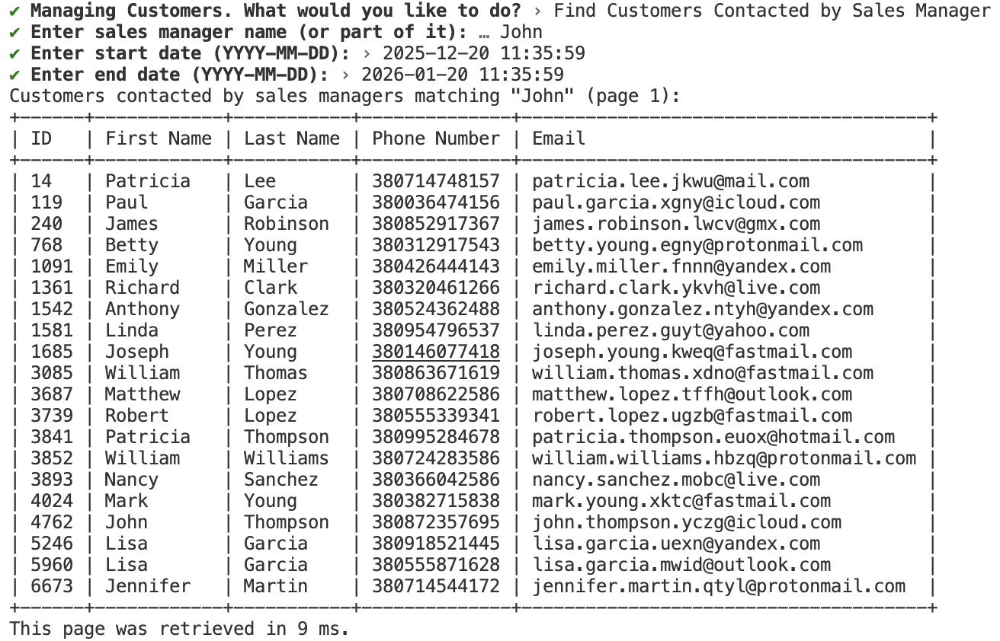 ✔ Managing Customers. What would you like to do? › Find Customers Contacted by Sales Manager
✔ Enter sales manager name (or part of it): … John
✔ Enter start date (YYYY-MM-DD): › 2025-12-20 11:35:59
✔ Enter end date (YYYY-MM-DD): › 2026-01-20 11:35:59
Customers contacted by sales managers matching "John" (page 1):
| ID | First Name | Last Name | Phone Number | Email |
| 14 | Patricia | Lee | 380714748157 | patricia.lee.jkwu@mail.com |
| 119 | Paul | Garcia | 380036474156 | paul.garcia.xgny@icloud.com |
| 240 | James | Robinson | 380852917367 | james.robinson.lwcv@gmx.com |
| 768 | Betty | Young | 380312917543 | betty.young.egny@protonmail.com |
| 1091 | Emily | Miller | 380426444143 | emily.miller.fnnn@yandex.com |
| 1361 | Richard | Clark | 380320461266 | richard.clark.ykvh@live.com |
| 1542 | Anthony | Gonzalez | 380524362488 | anthony.gonzalez.ntyh@yandex.com |
| 1581 | Linda | Perez | 380954796537 | linda.perez.guyt@yahoo.com |
| 1685 | Joseph | Young | 380146077418 | joseph.young.kweq@fastmail.com |
| 3085 | William | Thomas | 380863671619 | william.thomas.xdno@fastmail.com |
| 3687 | Matthew | Lopez | 380708622586 | matthew.lopez.tffh@outlook.com |
| 3739 | Robert | Lopez | 380555339341 | robert.lopez.ugzb@fastmail.com |
| 3841 | Patricia | Thompson | 380995284678 | patricia.thompson.euox@hotmail.com |
| 3852 | William | Williams | 380724283586 | william.williams.hbzq@protonmail.com |
| 3893 | Nancy | Sanchez | 380366042586 | nancy.sanchez.mobc@live.com |
| 4024 | Mark | Young | 380382715838 | mark.young.xktc@fastmail.com |
| 4762 | John | Thompson | 380872357695 | john.thompson.yczg@icloud.com |
| 5246 | Lisa | Garcia | 380918521445 | lisa.garcia.uexn@yandex.com |
| 5960 | Lisa | Garcia | 380555871628 | lisa.garcia.mwid@outlook.com |
| 6673 | Jennifer | Martin | 380714544172 | jennifer.martin.qtyl@protonmail.com |
This page was retrieved in 9 ms.